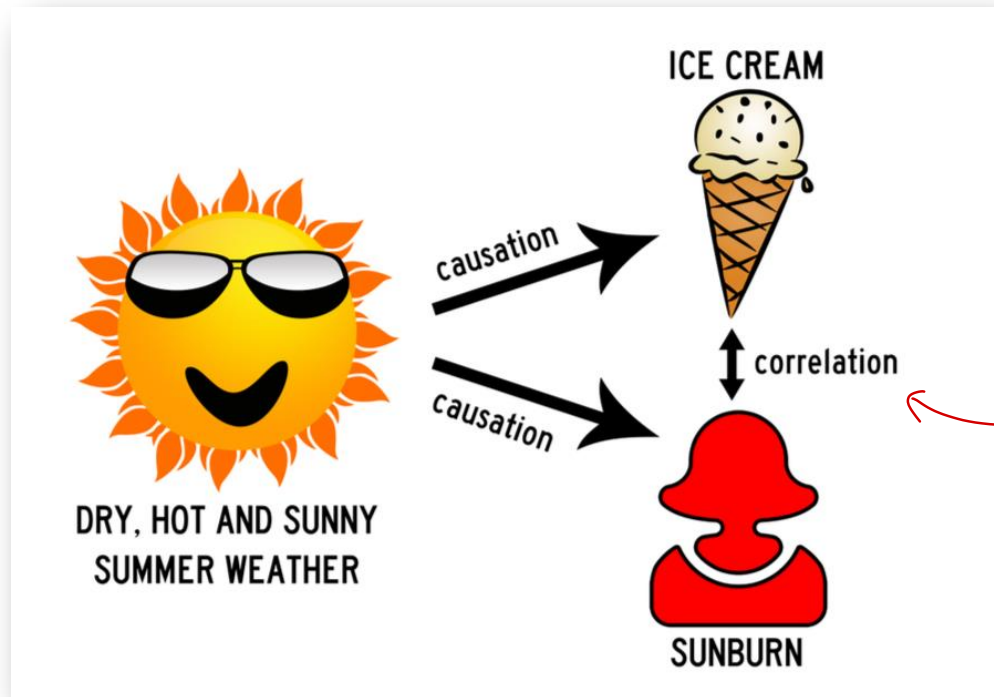 ICE CREAM
causation
correlation
causation
DRY, HOT AND SUNNY
SUMMER WEATHER
SUNBURN